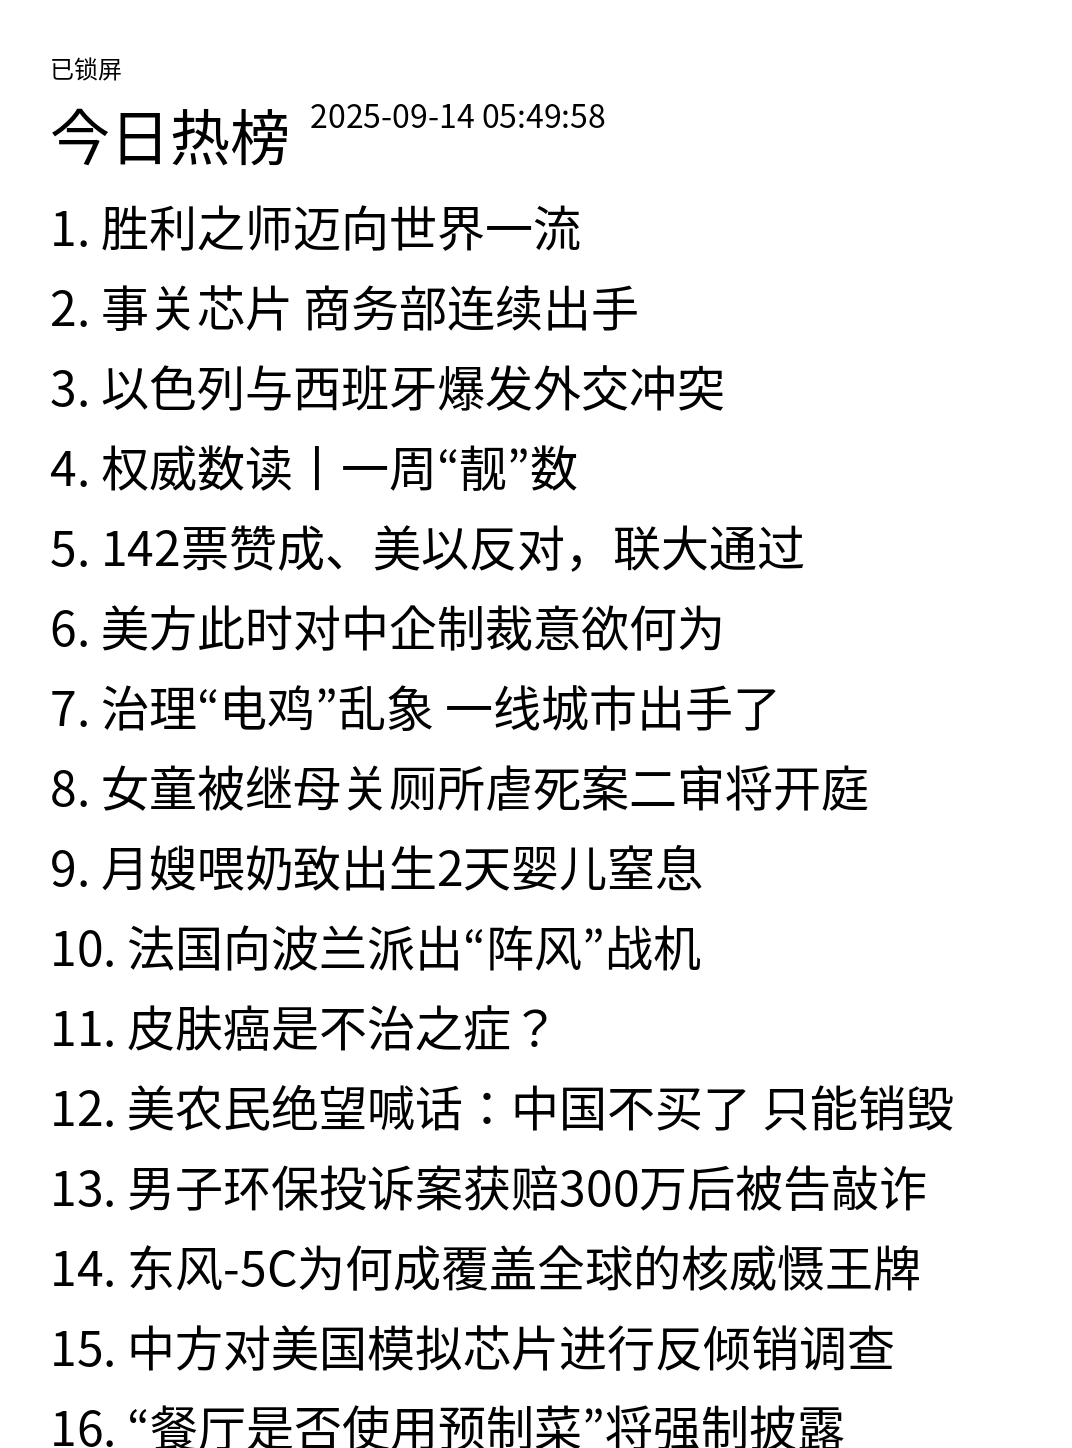 已锁屏
今日热榜 2025-09-14 05:49:58
1. 胜利之师迈向世界一流
2. 事关芯片 商务部连续出手
3. 以色列与西班牙爆发外交冲突
4. 权威数读丨一周“靓”数
5. 142票赞成、美以反对，联大通过
6. 美方此时对中企制裁意欲何为
7. 治理“电鸡”乱象 一线城市出手了
8. 女童被继母关厕所虐死案二审将开庭
9. 月嫂喂奶致出生2天婴儿窒息
10. 法国向波兰派出“阵风”战机
11. 皮肤癌是不治之症？
12. 美农民绝望喊话：中国不买了 只能销毁
13. 男子环保投诉案获赔300万后被告敲诈
14. 东风-5C为何成覆盖全球的核威慑王牌
15. 中方对美国模拟芯片进行反倾销调查
16. “餐厅是否使用预制菜”将强制披露